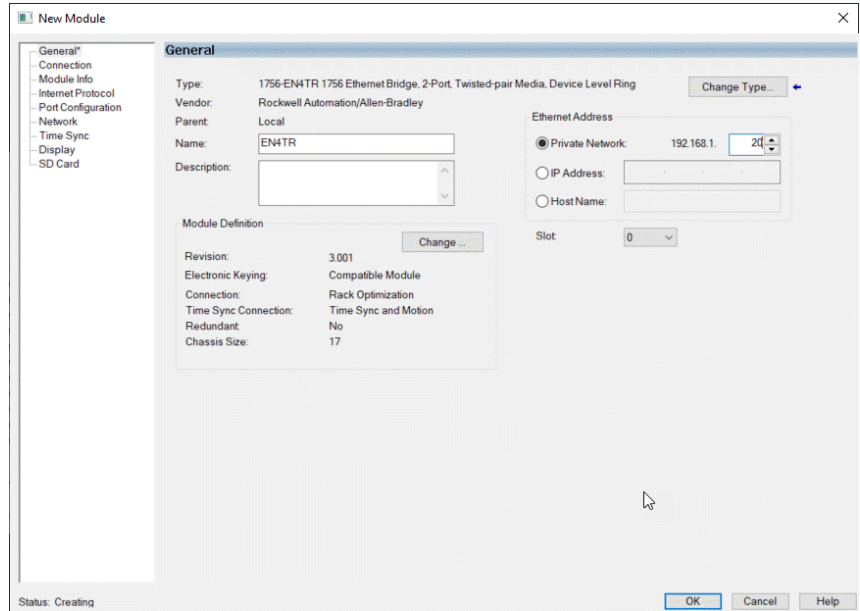 New Module
General*
Connection
Module Info
Internet Protocol
Port Configuration
Network
Time Sync
Display
SD Card
General
Type: 1756-EN4TR 1756 Ethernet Bridge, 2-Port, Twisted-pair Media, Device Level Ring
Change Type...
Vendor: Rockwell Automation/Allen-Bradley
Parent: Local
Name: EN4TR
Description:
Ethernet Address
Private Network: 192.168.1. 20
IP Address: . . .
Host Name:
Slot: 0
Module Definition
Change ...
Revision: 3.001
Electronic Keying: Compatible Module
Connection: Rack Optimization
Time Sync Connection: Time Sync and Motion
Redundant: No
Chassis Size: 17
Status: Creating
OK Cancel Help